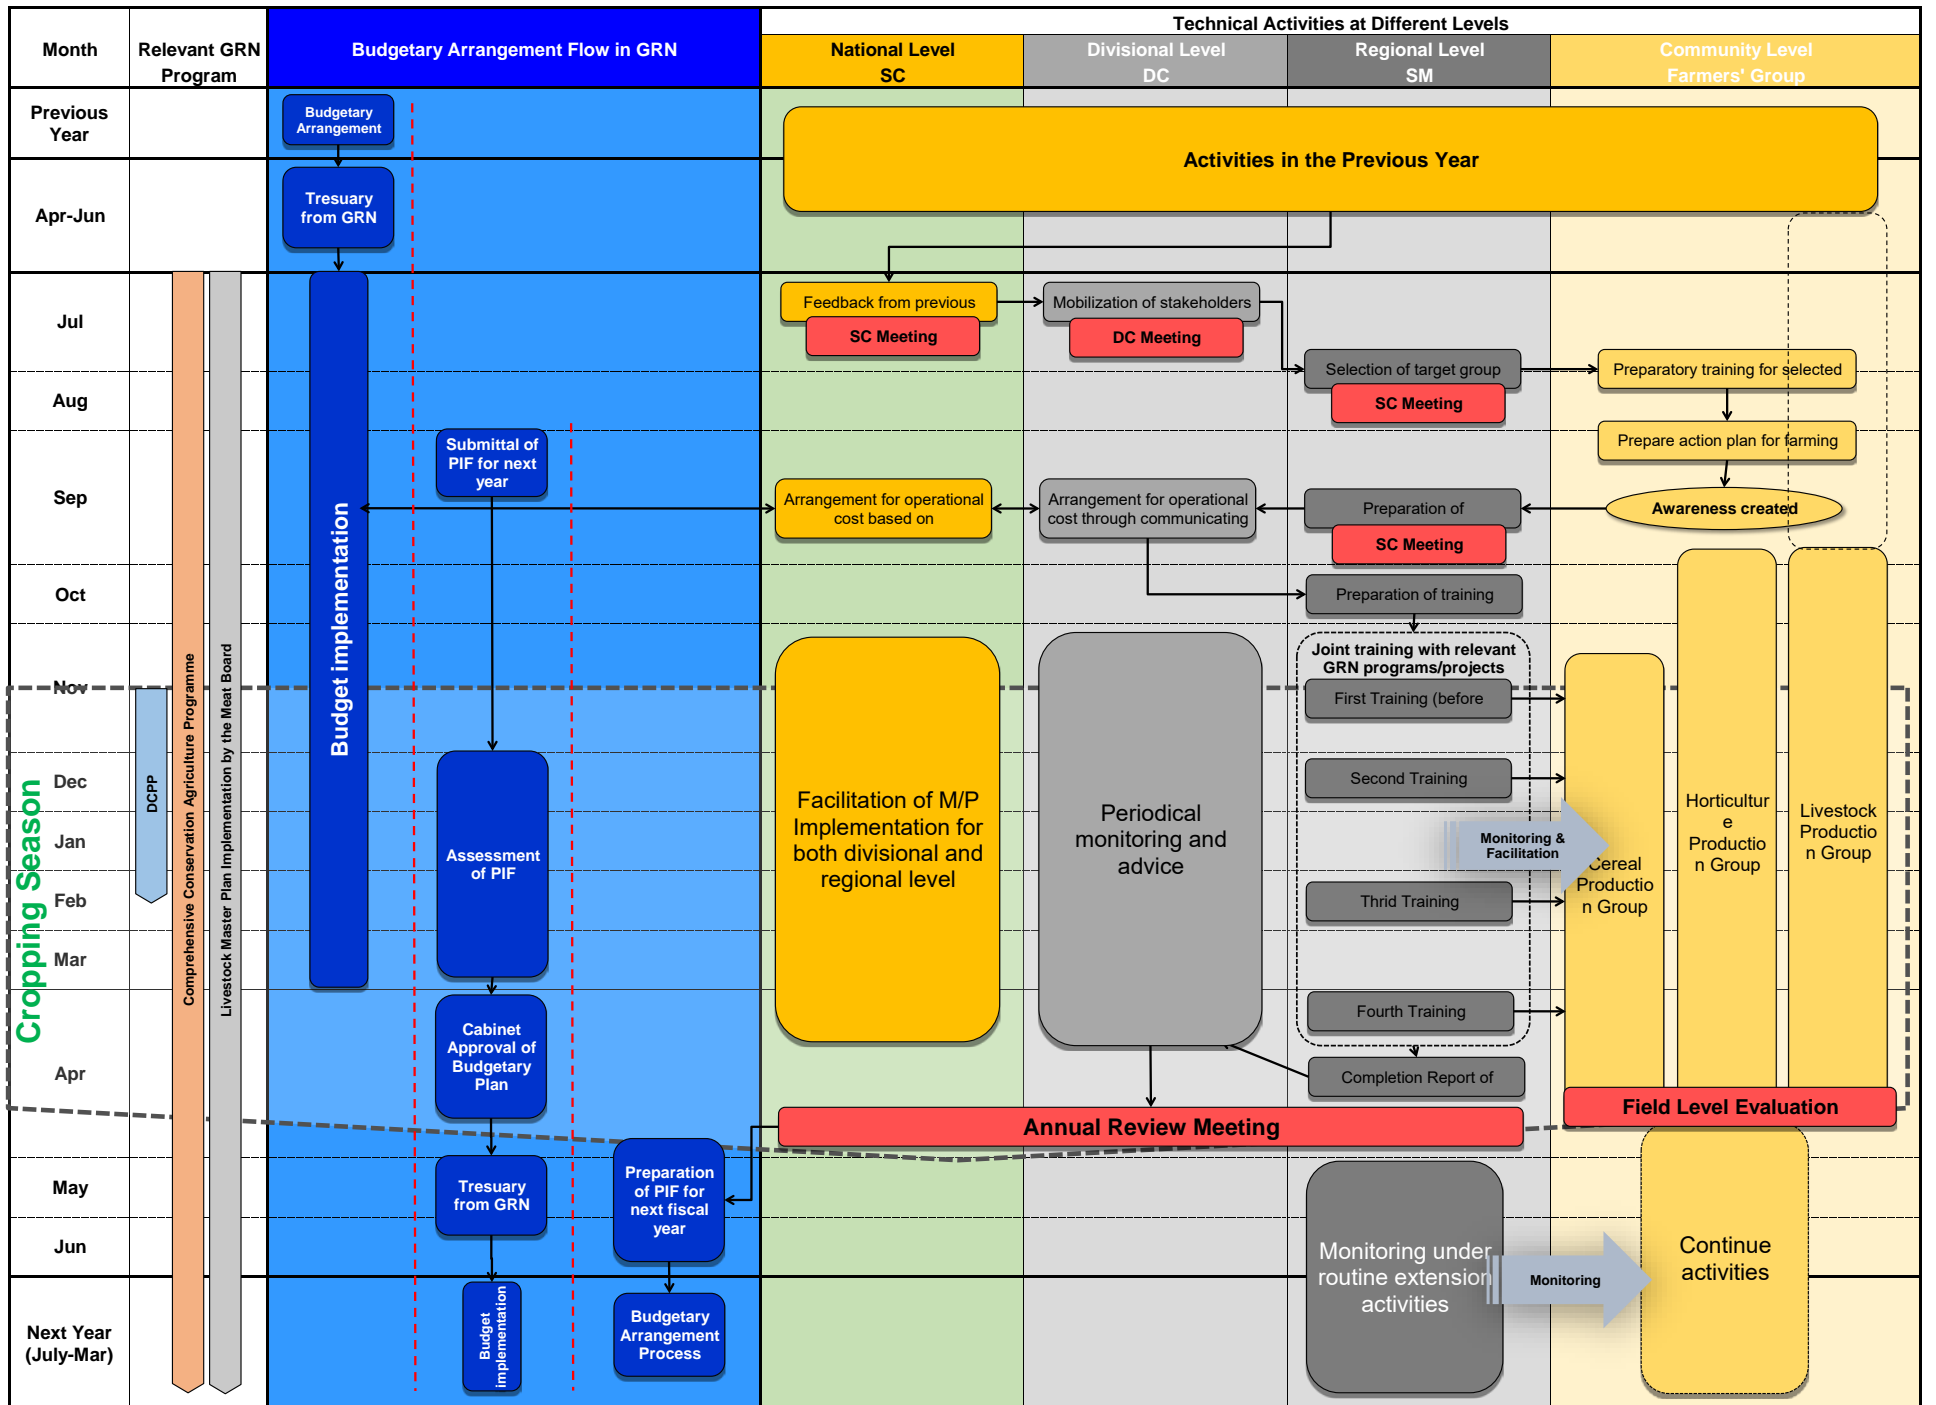 Technical Activities at Different Levels
Month
Relevant GRN
Program
Budgetary Arrangement Flow in GRN
National Level
SC
Divisional Level
DC
Regional Level
SM
Community Level
Farmers' Group
Previous
Year
Budgetary
Arrangement
Activities in the Previous Year
Apr-Jun
Tresuary
from GRN
Jul
Feedback from previous
SC Meeting
Mobilization of stakeholders
DC Meeting
Selection of target group
SC Meeting
Preparatory training for selected
Aug
Prepare action plan for farming
Submittal of
PIF for next
year
Sep
Arrangement for operational
cost based on
Arrangement for operational
cost through communicating
Preparation of
SC Meeting
Awareness created
Budget implementation
Oct
Preparation of training
Joint training with relevant
GRN programs/projects
Nov
First Training (before
Comprehensive Conservation Agriculture Programme
Livestock Master Plan Implementation by the Meat Board
DCPP
Cropping Season
Dec
Second Training
Facilitation of M/P
Implementation for
both divisional and
regional level
Periodical
monitoring and
advice
Horticultur
e
Productio
n Group
Livestock
Productio
n Group
Jan
Monitoring &
Facilitation
Assessment
of PIF
Cereal
Productio
n Group
Feb
Thrid Training
Mar
Fourth Training
Cabinet
Approval of
Budgetary
Plan
Apr
Completion Report of
Field Level Evaluation
Annual Review Meeting
May
Tresuary
from GRN
Preparation
of PIF for
next fiscal
year
Jun
Monitoring under
routine extension
activities
Monitoring
Continue
activities
Next Year
(July-Mar)
Budget
implementation
Budgetary
Arrangement
Process